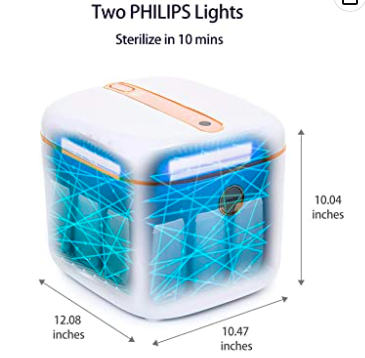 Two PHILIPS Lights
Sterilize in 10 mins
10.04
inches
12.08
inches
10.47
inches